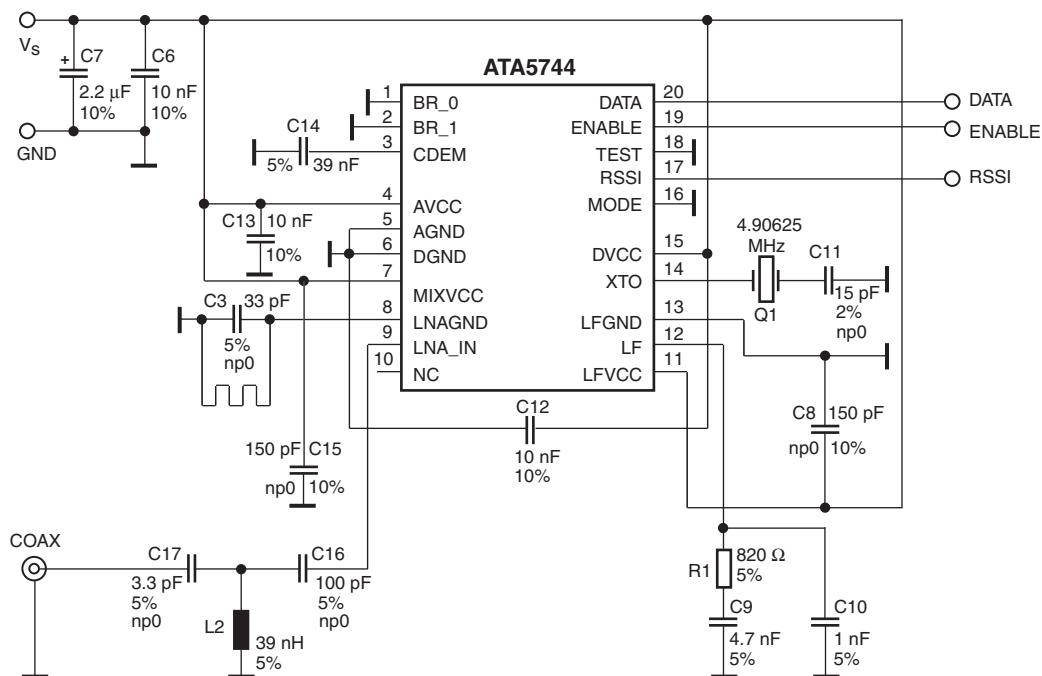 VS
C7
C6
+
2.2 μF
10 nF
10%
10%
GND
ATA5744
1
BR_0
2
BR_1
3
CDEM
4
AVCC
5
AGND
6
DGND
7
MIXVCC
8
LNAGND
9
LNA_IN
10
NC
20
DATA
19
ENABLE
18
TEST
17
RSSI
16
MODE
15
DVCC
14
XTO
13
LFGND
12
LF
11
LFVCC
DATA
ENABLE
RSSI
C14
5%
39 nF
C13
10 nF
10%
C3
33 pF
5%
np0
4.90625
MHz
Q1
C11
15 pF
2%
np0
C12
10 nF
10%
C8
150 pF
np0
10%
150 pF
C15
np0
10%
COAX
C17
3.3 pF
5%
np0
C16
100 pF
5%
np0
L2
39 nH
5%
R1
820 Ω
5%
C9
4.7 nF
5%
C10
1 nF
5%